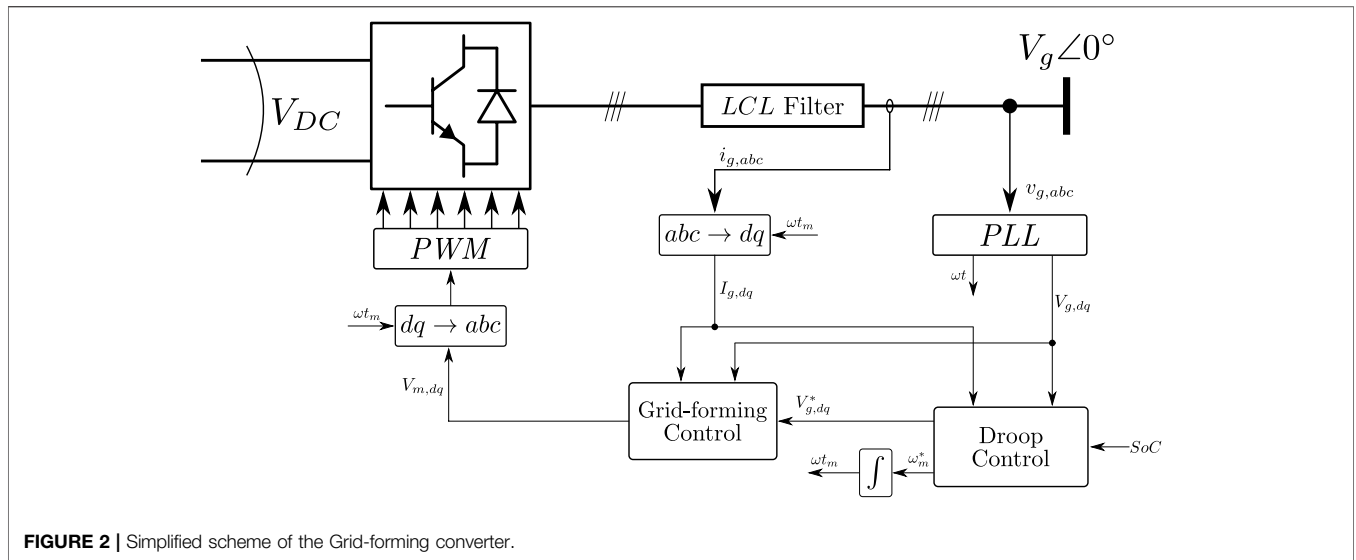 V_g∠0°
V_{DC}
LCL Filter
i_{g,abc}
v_{g,abc}
abc → dq
ωt_m
PLL
PWM
ωt
I_{g,dq}
V_{g,dq}
ωt_m
dq → abc
V_{m,dq}
Grid-forming
Control
V*_{g,dq}
Droop
Control
SoC
ωt_m
∫
ω*_m
FIGURE 2 | Simplified scheme of the Grid-forming converter.